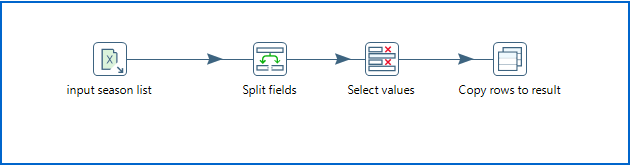 input season list
Split fields
Select values
Copy rows to result